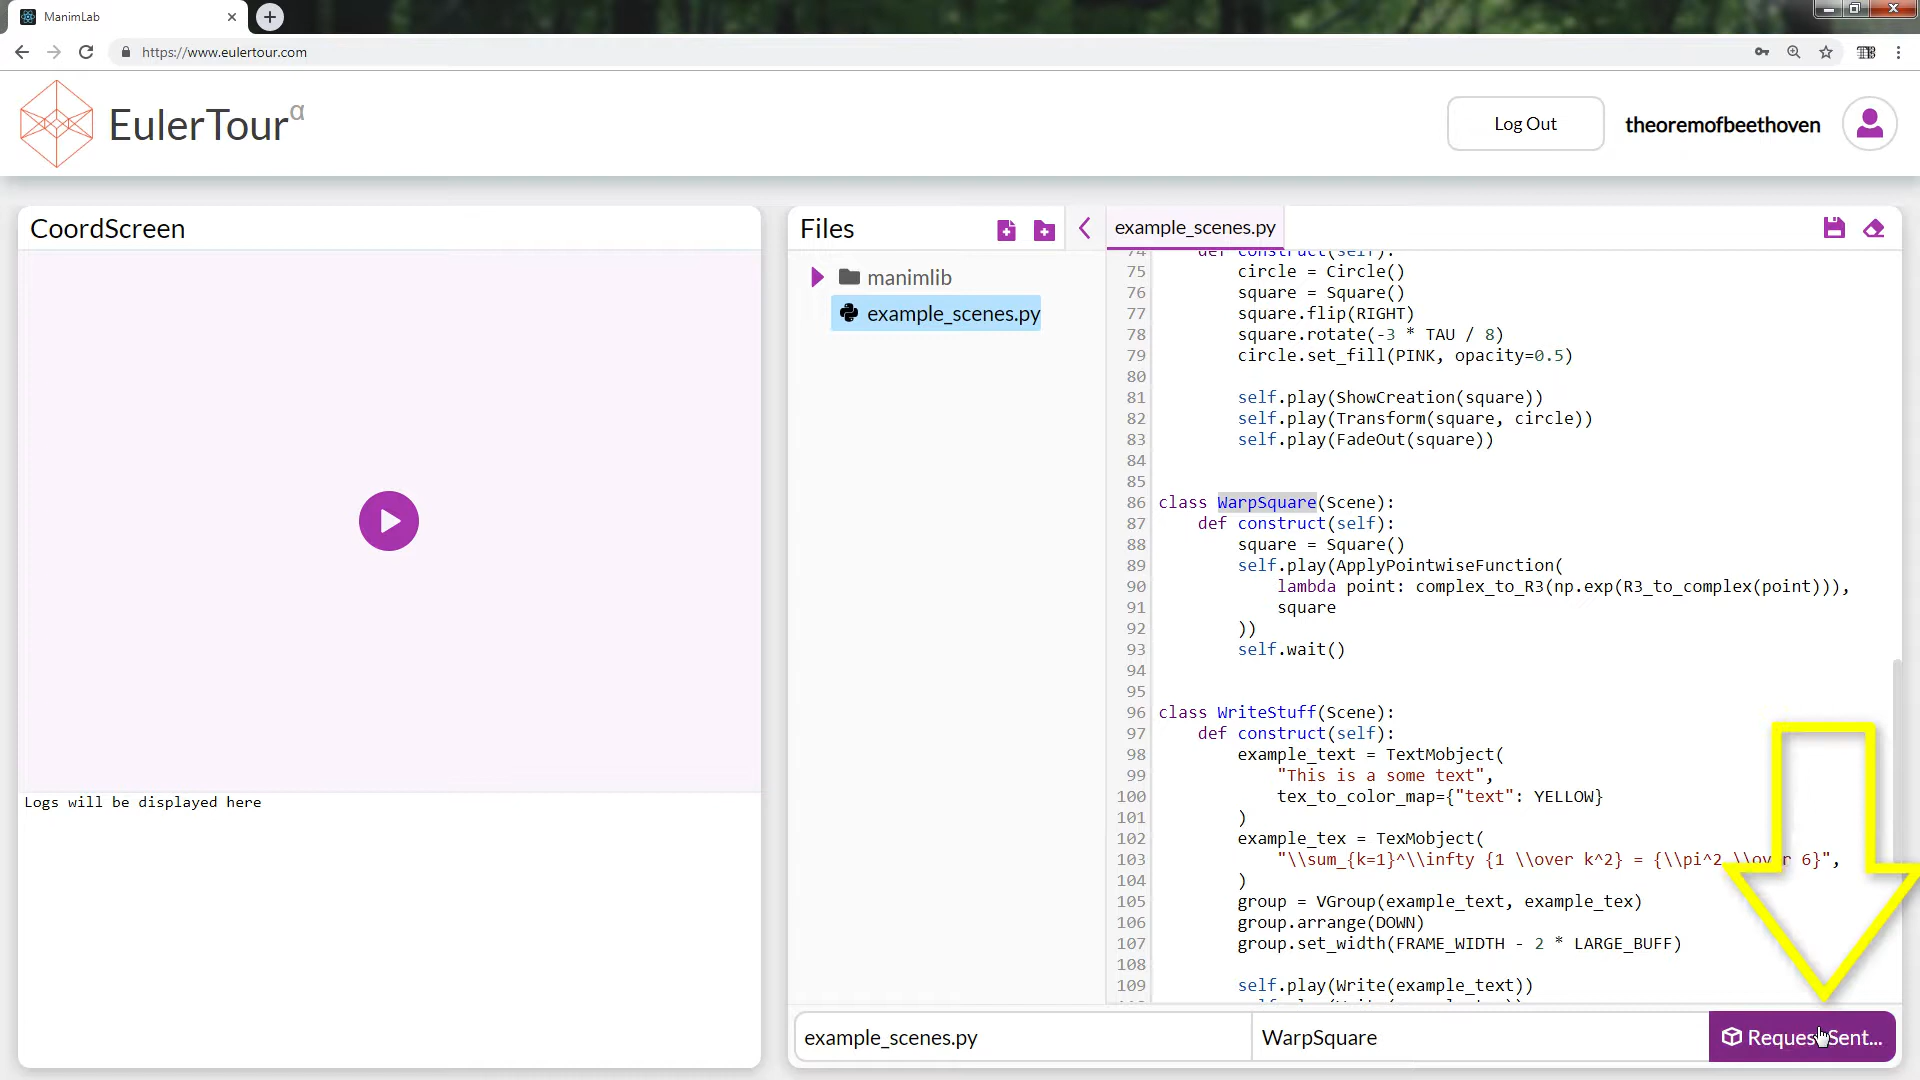 ManimLab
https://www.eulertour.com
EulerTour α
Log Out
theoremofbeethoven
CoordScreen
Logs will be displayed here
Files
manimlib
example_scenes.py
example_scenes.py
74 def construct(self):
75 circle = Circle()
76 square = Square()
77 square.flip(RIGHT)
78 square.rotate(-3 * TAU / 8)
79 circle.set_fill(PINK, opacity=0.5)
80
81 self.play(ShowCreation(square))
82 self.play(Transform(square, circle))
83 self.play(FadeOut(square))
84
85
86 class WarpSquare(Scene):
87 def construct(self):
88 square = Square()
89 self.play(ApplyPointwiseFunction(
90 lambda point: complex_to_R3(np.exp(R3_to_complex(point))),
91 square
92 ))
93 self.wait()
94
95
96 class WriteStuff(Scene):
97 def construct(self):
98 example_text = TextMobject(
99 "This is a some text",
100 tex_to_color_map={"text": YELLOW}
101 )
102 example_tex = TexMobject(
103 "\\sum_{k=1}^\\infty {1 \\over k^2} = {\\pi^2 \\over 6}",
104 )
105 group = VGroup(example_text, example_tex)
106 group.arrange(DOWN)
107 group.set_width(FRAME_WIDTH - 2 * LARGE_BUFF)
108
109 self.play(Write(example_text))
example_scenes.py
WarpSquare
Request Sent...